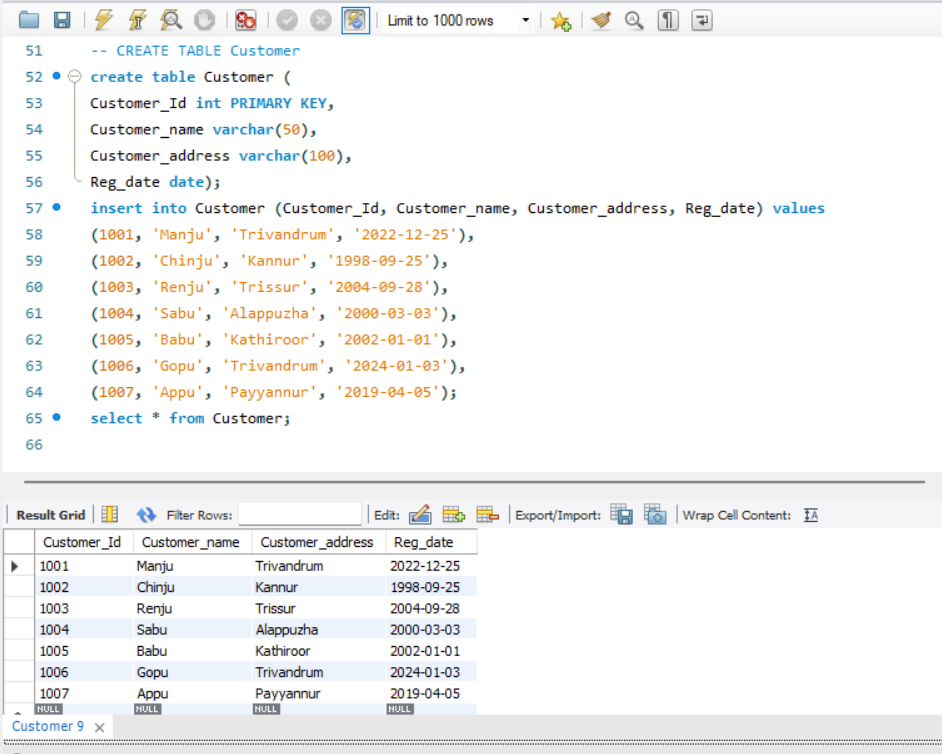 Limit to 1000 rows
51 -- CREATE TABLE Customer
52 create table Customer (
53 Customer_Id int PRIMARY KEY,
54 Customer_name varchar(50),
55 Customer_address varchar(100),
56 Reg_date date);
57 insert into Customer (Customer_Id, Customer_name, Customer_address, Reg_date) values
58 (1001, 'Manju', 'Trivandrum', '2022-12-25'),
59 (1002, 'Chinju', 'Kannur', '1998-09-25'),
60 (1003, 'Renju', 'Trissur', '2004-09-28'),
61 (1004, 'Sabu', 'Alappuzha', '2000-03-03'),
62 (1005, 'Babu', 'Kathiroor', '2002-01-01'),
63 (1006, 'Gopu', 'Trivandrum', '2024-01-03'),
64 (1007, 'Appu', 'Payyannur', '2019-04-05');
65 select * from Customer;
66
Result Grid Filter Rows: Edit: Export/Import: Wrap Cell Content:
Customer_Id Customer_name Customer_address Reg_date
1001 Manju Trivandrum 2022-12-25
1002 Chinju Kannur 1998-09-25
1003 Renju Trissur 2004-09-28
1004 Sabu Alappuzha 2000-03-03
1005 Babu Kathiroor 2002-01-01
1006 Gopu Trivandrum 2024-01-03
1007 Appu Payyannur 2019-04-05
NULL NULL NULL NULL
Customer 9